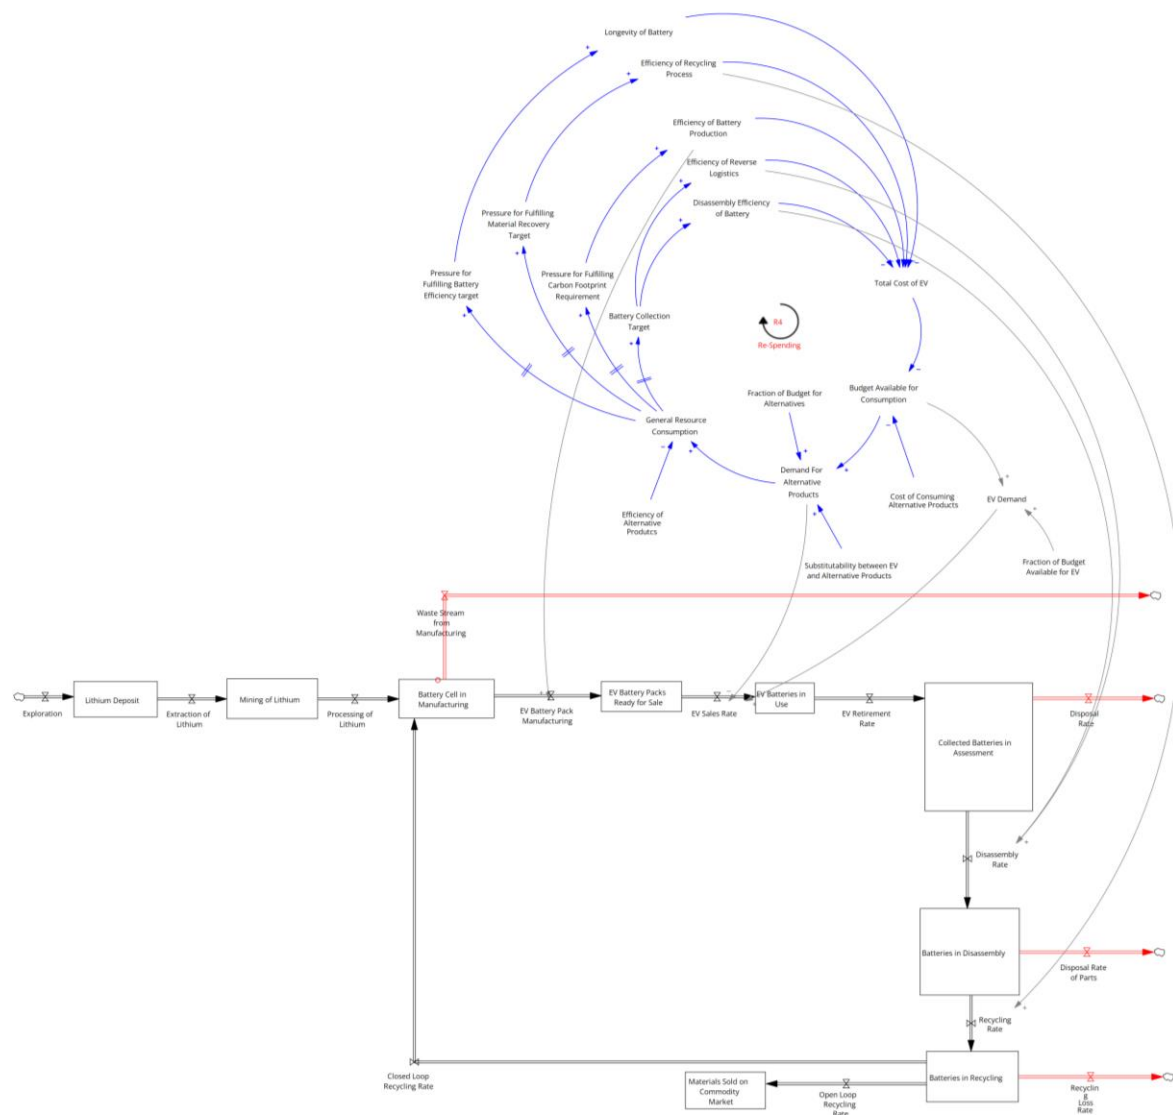 Longevity of Battery
Efficiency of Recycling
Process
Efficiency of Battery
Production
Efficiency of Reverse
Logistics
Disassembly Efficiency
of Battery
Pressure for Fulfilling
Material Recovery
Target
Pressure for
Fulfilling Battery
Efficiency target
Pressure for Fulfilling
Carbon Footprint
Requirement
Battery Collection
Target
Total Cost of EV
R4
Re-Spending
Budget Available for
Consumption
Fraction of Budget for
Alternatives
General Resource
Consumption
Demand For
Alternative
Products
Cost of Consuming
Alternative Products
EV Demand
Efficiency of
Alternative
Produtcs
Substitutability between EV
and Alternative Products
Fraction of Budget
Available for EV
Waste Stream
from
Manufacturing
Exploration
Lithium Deposit
Extraction of
Lithium
Mining of Lithium
Processing of
Lithium
Battery Cell in
Manufacturing
EV Battery Pack
Manufacturing
EV Battery Packs
Ready for Sale
EV Sales Rate
EV Batteries in
Use
EV Retirement
Rate
Collected Batteries in
Assessment
Disposal
Rate
Disassembly
Rate
Batteries in Disassembly
Disposal Rate
of Parts
Recycling
Rate
Batteries in Recycling
Recyclin
g
Loss
Rate
Closed Loop
Recycling Rate
Materials Sold on
Commodity
Market
Open Loop
Recycling
Rate